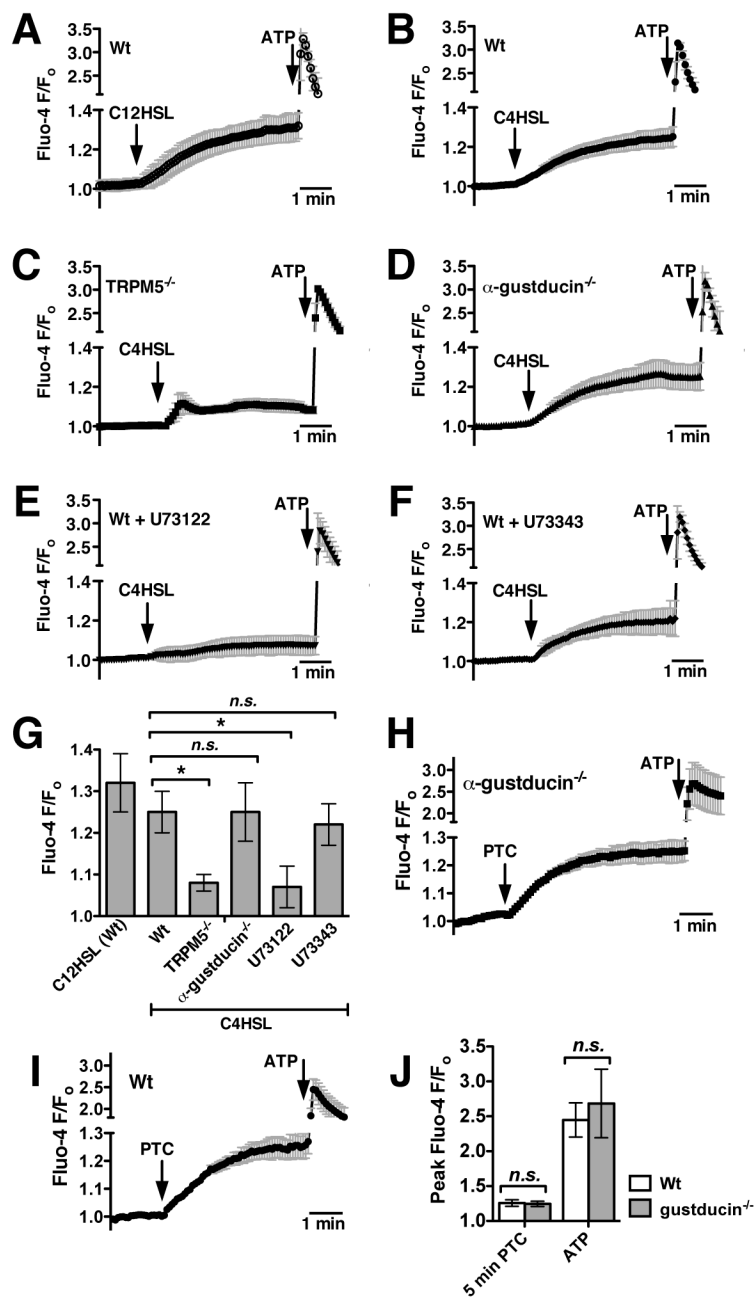 A
Wt
ATP
3.5
3.0
2.5
1.4
1.2
1.0
Fluo-4 F/Fo
C12HSL
1 min
B
Wt
ATP
3.5
3.0
2.5
1.4
1.2
1.0
Fluo-4 F/Fo
C4HSL
1 min
C
TRPM5-/-
ATP
3.5
3.0
2.5
1.4
1.2
1.0
Fluo-4 F/Fo
C4HSL
1 min
D
α-gustducin-/-
ATP
3.5
3.0
2.5
1.4
1.2
1.0
Fluo-4 F/Fo
C4HSL
1 min
E
Wt + U73122
ATP
3.5
3.0
2.5
1.4
1.2
1.0
Fluo-4 F/Fo
C4HSL
1 min
F
Wt + U73343
ATP
3.5
3.0
2.5
1.4
1.2
1.0
Fluo-4 F/Fo
C4HSL
1 min
G
n.s.
*
n.s.
*
1.4
1.3
1.2
1.1
1.0
Fluo-4 F/Fo
C12HSL (Wt)
Wt
TRPM5-/-
α-gustducin-/-
U73122
U73343
C4HSL
H
α-gustducin-/-
ATP
3.0
2.5
2.0
1.3
1.2
1.1
1.0
Fluo-4 F/Fo
PTC
1 min
I
Wt
ATP
3.0
2.5
2.0
1.3
1.2
1.1
1.0
Fluo-4 F/Fo
PTC
1 min
J
n.s.
n.s.
3.5
3.0
2.5
2.0
1.5
1.0
Peak Fluo-4 F/Fo
5 min PTC
ATP
Wt
gustducin-/-